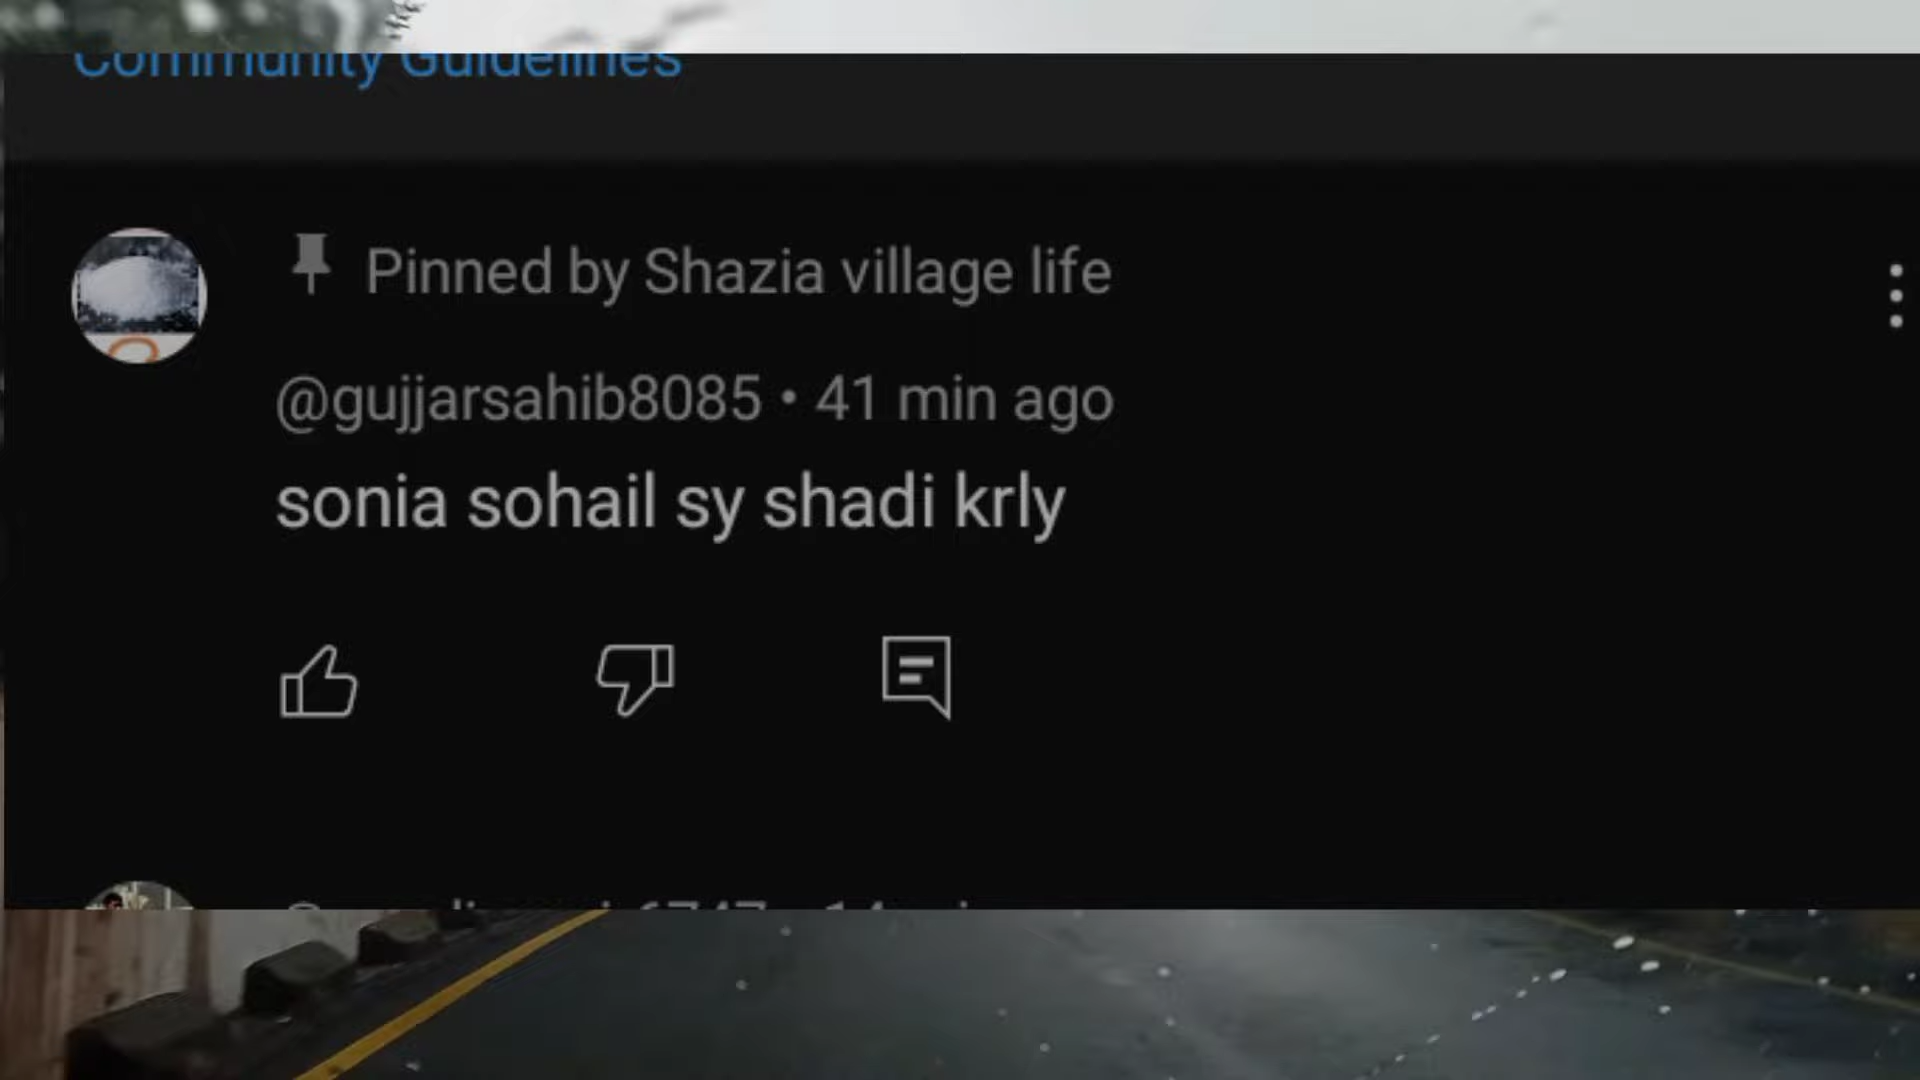 Community Guidelines
Pinned by Shazia village life
@gujjarsahib8085 • 41 min ago
sonia sohail sy shadi krly